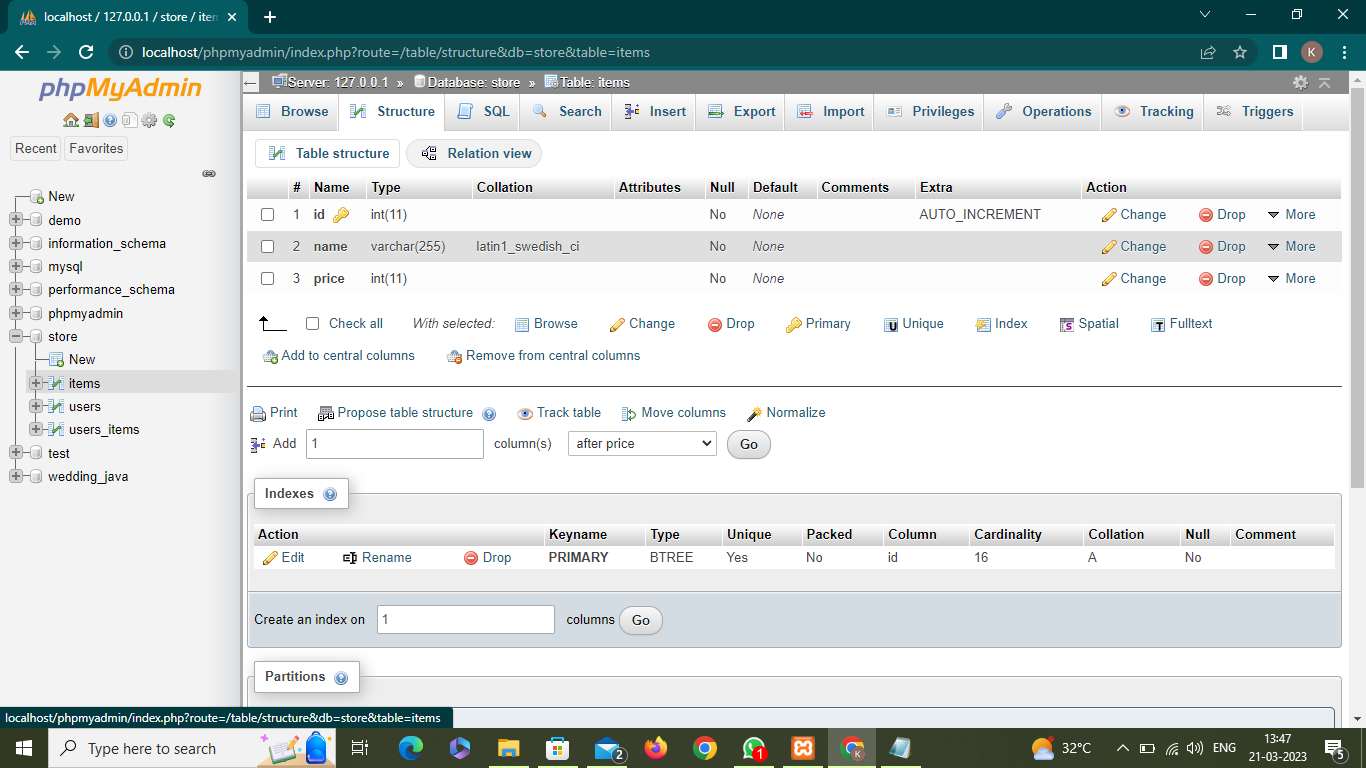 localhost / 127.0.0.1 / store / iten
localhost/phpmyadmin/index.php?route=/table/structure&db=store&table=items
K
phpMyAdmin
Recent Favorites
New
demo
information_schema
mysql
performance_schema
phpmyadmin
store
New
items
users
users_items
test
wedding_java
Server: 127.0.0.1 » Database: store » Table: items
Browse Structure SQL Search Insert Export Import Privileges Operations Tracking Triggers
Table structure Relation view
# Name Type Collation Attributes Null Default Comments Extra Action
1 id int(11) No None AUTO_INCREMENT Change Drop More
2 name varchar(255) latin1_swedish_ci No None Change Drop More
3 price int(11) No None Change Drop More
Check all With selected: Browse Change Drop Primary Unique Index Spatial Fulltext
Add to central columns Remove from central columns
Print Propose table structure Track table Move columns Normalize
Add 1 column(s) after price Go
Indexes
Action Keyname Type Unique Packed Column Cardinality Collation Null Comment
Edit Rename Drop PRIMARY BTREE Yes No id 16 A No
Create an index on 1 columns Go
Partitions
localhost/phpmyadmin/index.php?route=/table/structure&db=store&table=items
Type here to search
2
1
K
32°C
ENG
13:47
21-03-2023
5